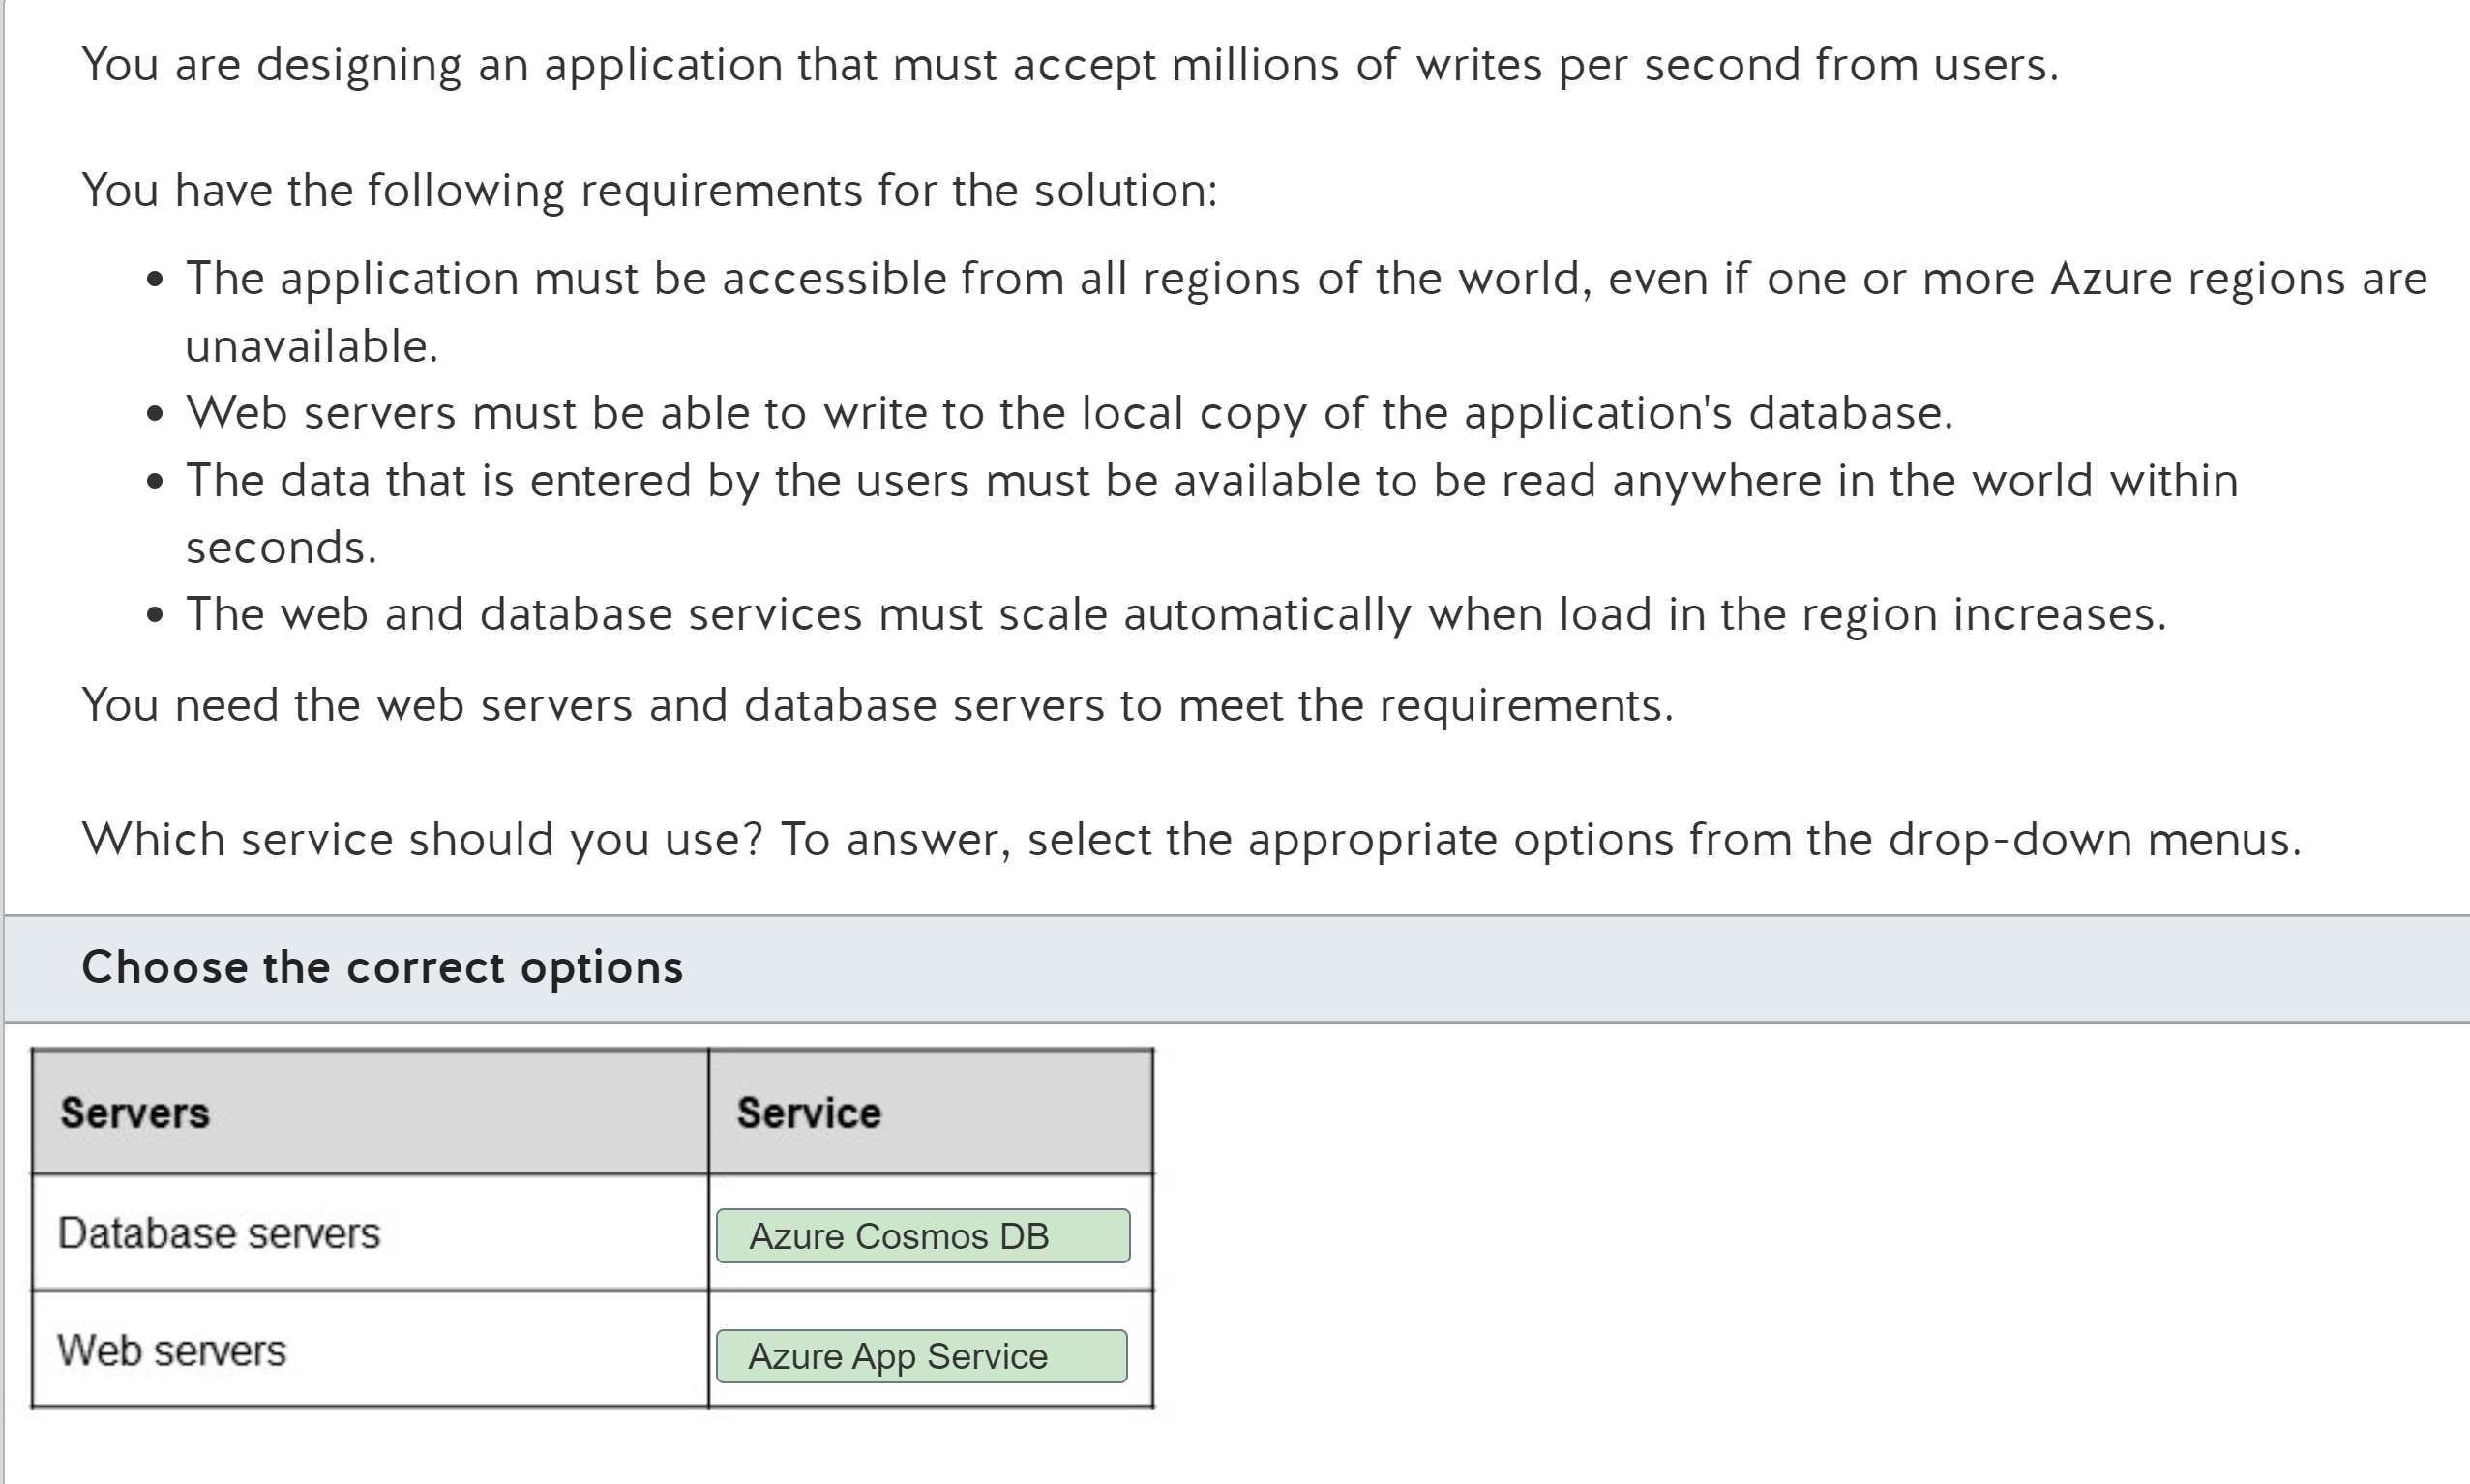 You are designing an application that must accept millions of writes per second from users.
You have the following requirements for the solution:
• The application must be accessible from all regions of the world, even if one or more Azure regions are
unavailable.
• Web servers must be able to write to the local copy of the application's database.
• The data that is entered by the users must be available to be read anywhere in the world within
seconds.
• The web and database services must scale automatically when load in the region increases.
You need the web servers and database servers to meet the requirements.
Which service should you use? To answer, select the appropriate options from the drop-down menus.
Choose the correct options
Servers Service
Database servers Azure Cosmos DB
Web servers Azure App Service